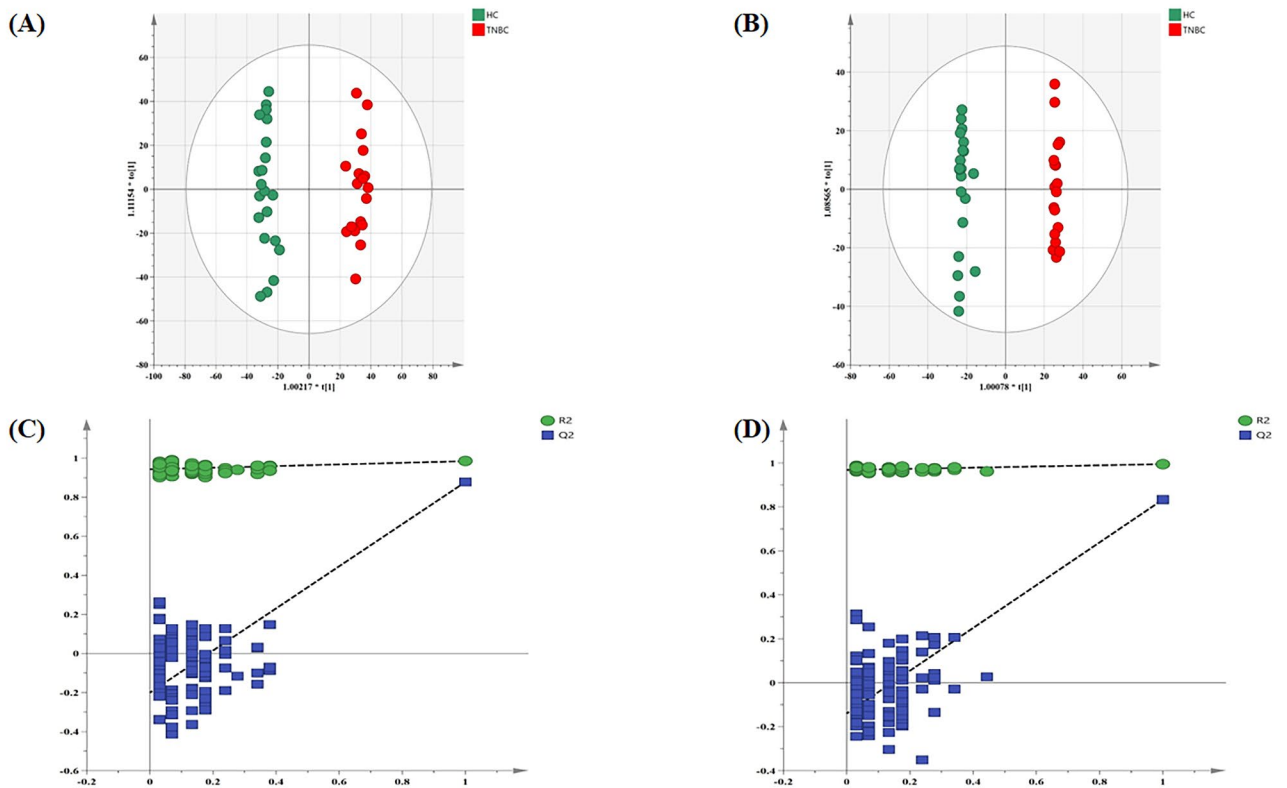 (A)
HC
TNBC
60
40
20
0
-20
-40
-60
-80
-100 -80 -60 -40 -20 0 20 40 60 80
1.11154 * to[1]
1.00217 * t[1]
(B)
HC
TNBC
40
20
0
-20
-40
-60
-80 -60 -40 -20 0 20 40 60
1.08565 * to[1]
1.00078 * t[1]
(C)
R2
Q2
1
0.8
0.6
0.4
0.2
0
-0.2
-0.4
-0.6
-0.2 0 0.2 0.4 0.6 0.8 1
(D)
R2
Q2
1
0.8
0.6
0.4
0.2
0
-0.2
-0.4
-0.2 0 0.2 0.4 0.6 0.8 1